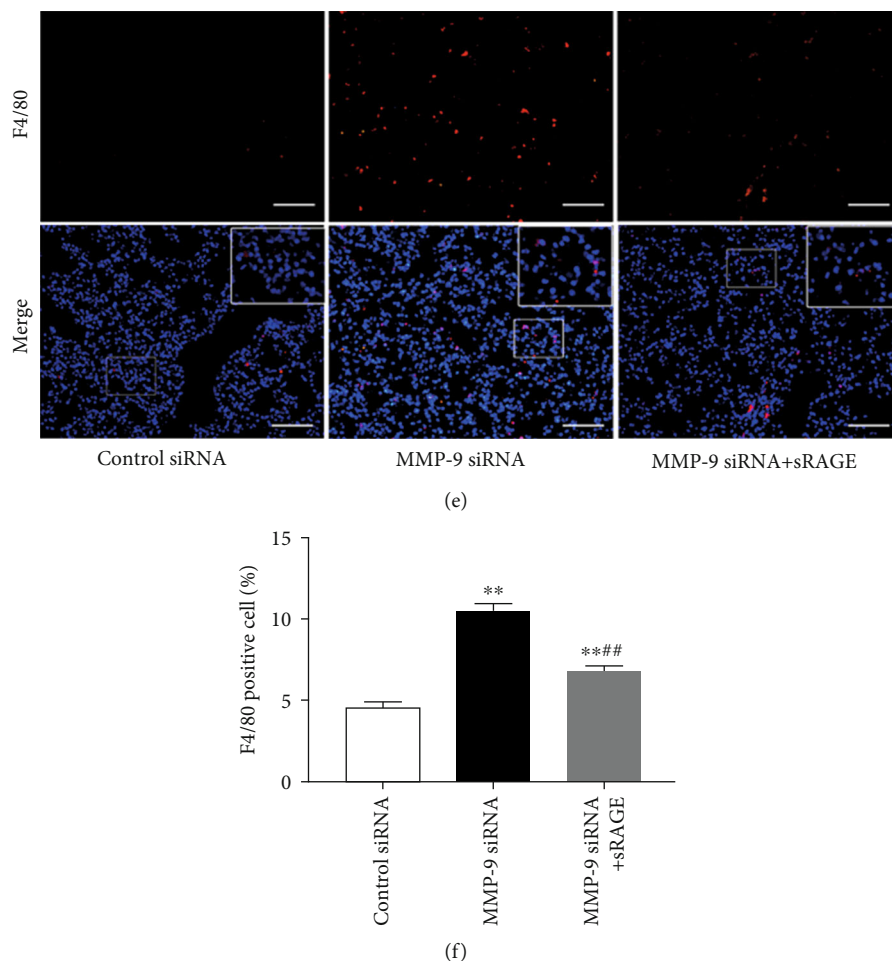 F4/80
Merge
Control siRNA
MMP-9 siRNA
MMP-9 siRNA+sRAGE
(e)
15
10
5
0
F4/80 positive cell (%)
**
**##
Control siRNA
MMP-9 siRNA
MMP-9 siRNA
+sRAGE
(f)